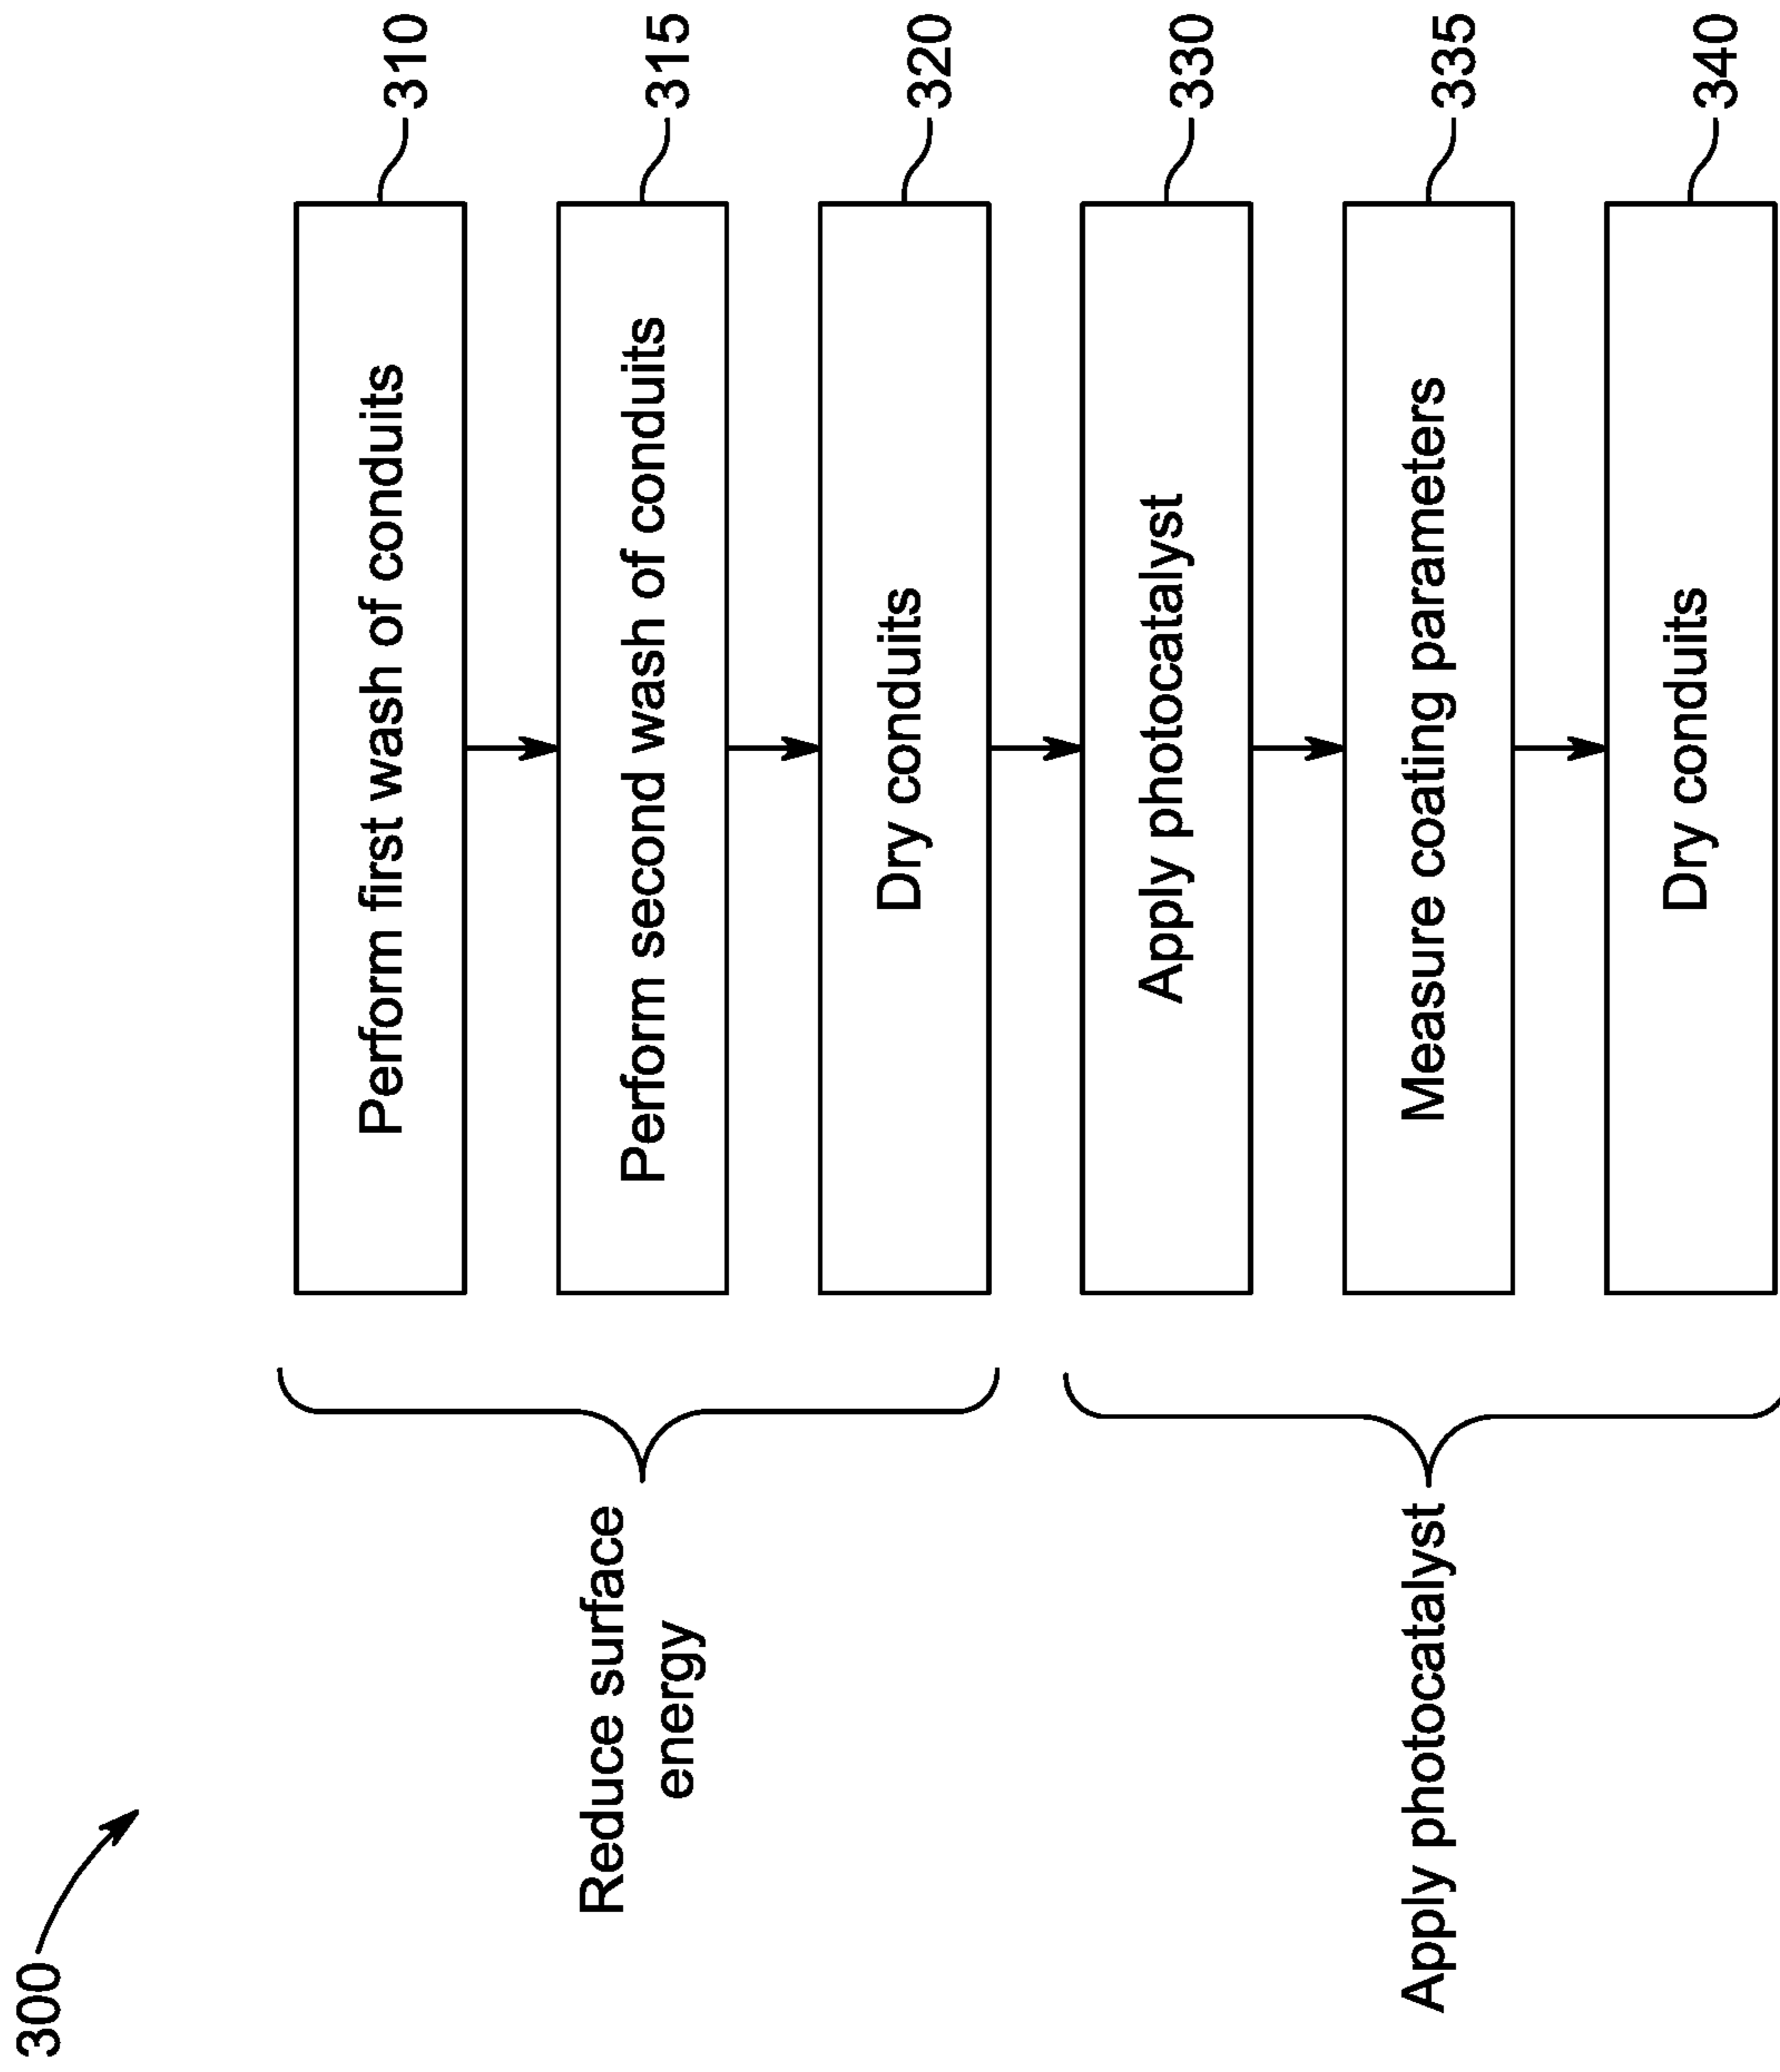 300
Reduce surface
energy
Perform first wash of conduits
310
Perform second wash of conduits
315
Dry conduits
320
Apply photocatalyst
Apply photocatalyst
330
Measure coating parameters
335
Dry conduits
340